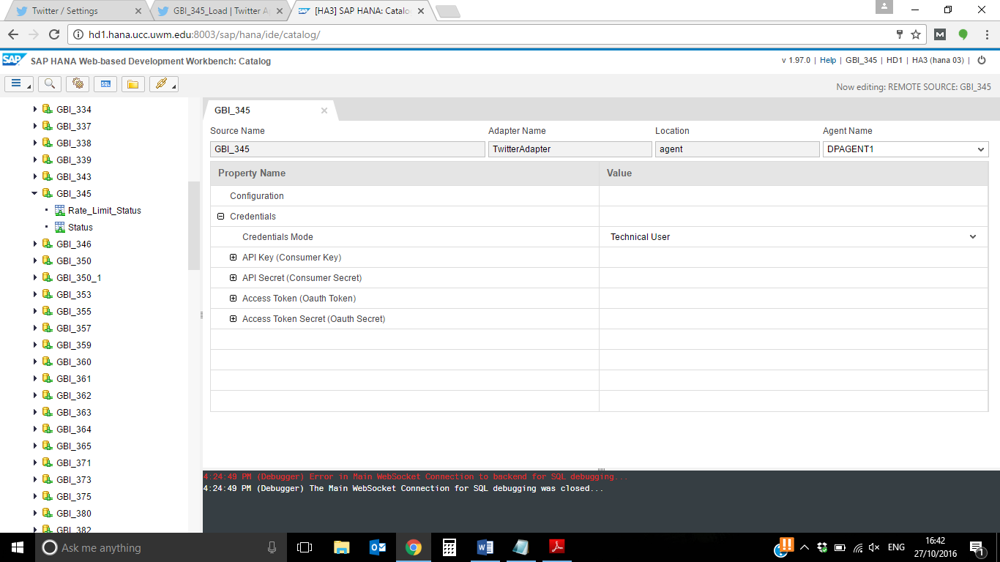 Twitter / Settings
GBI_345_Load | Twitter A
[HA3] SAP HANA: Catalo
hd1.hana.ucc.uwm.edu:8003/sap/hana/ide/catalog/
SAP SAP HANA Web-based Development Workbench: Catalog
v 1.97.0 | Help | GBI_345 | HD1 | HA3 (hana 03) |
SQL
Now editing: REMOTE SOURCE: GBI_345
GBI_334
GBI_337
GBI_338
GBI_339
GBI_343
GBI_345
Rate_Limit_Status
Status
GBI_346
GBI_350
GBI_350_1
GBI_353
GBI_355
GBI_357
GBI_359
GBI_360
GBI_361
GBI_362
GBI_363
GBI_364
GBI_365
GBI_371
GBI_373
GBI_375
GBI_380
GBI_382
GBI_345
Source Name Adapter Name Location Agent Name
GBI_345 TwitterAdapter agent DPAGENT1
Property Name Value
Configuration
Credentials
Credentials Mode Technical User
API Key (Consumer Key)
API Secret (Consumer Secret)
Access Token (Oauth Token)
Access Token Secret (Oauth Secret)
4:24:49 PM (Debugger) Error in Main WebSocket Connection to backend for SQL debugging...
4:24:49 PM (Debugger) The Main WebSocket Connection for SQL debugging was closed...
Ask me anything
ENG
16:42
27/10/2016
1